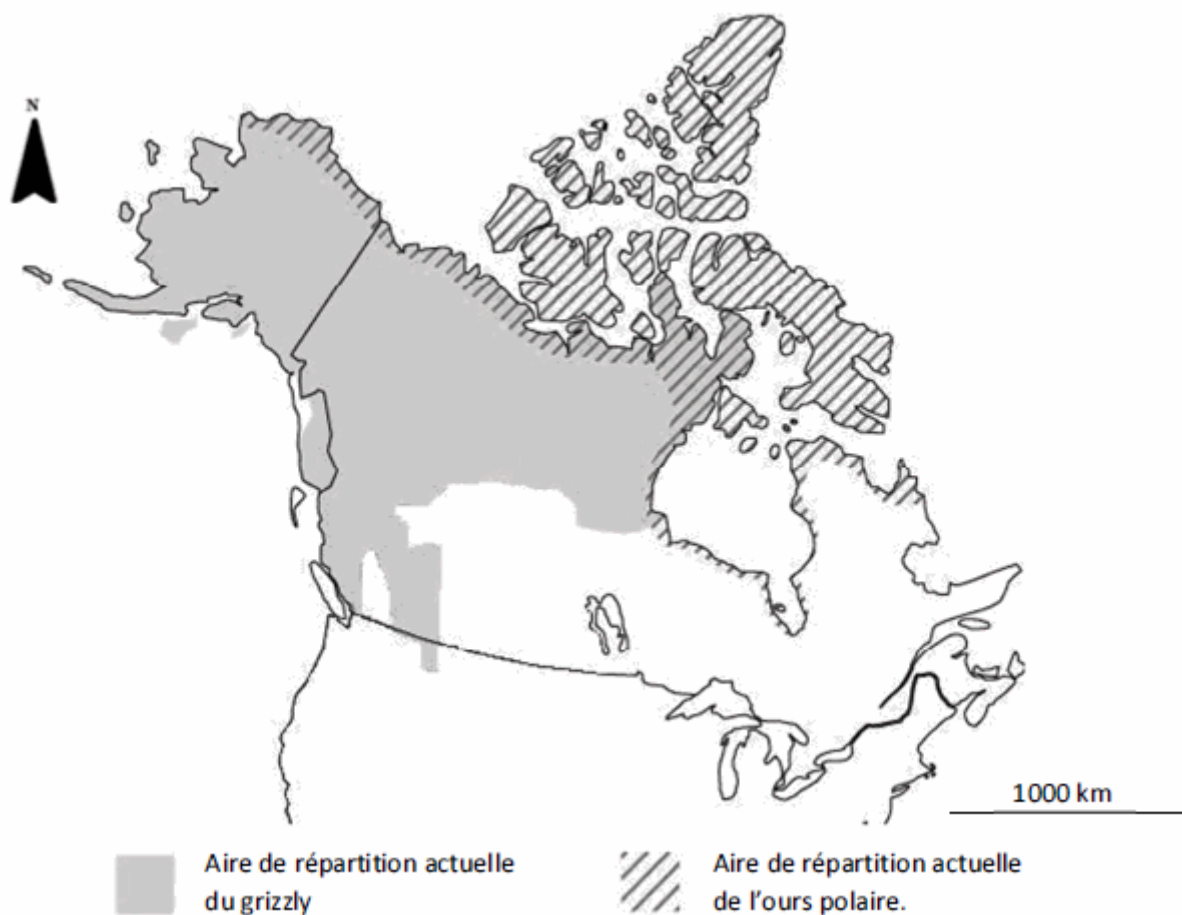 N
1000 km
Aire de répartition actuelle
du grizzly
Aire de répartition actuelle
de l'ours polaire.